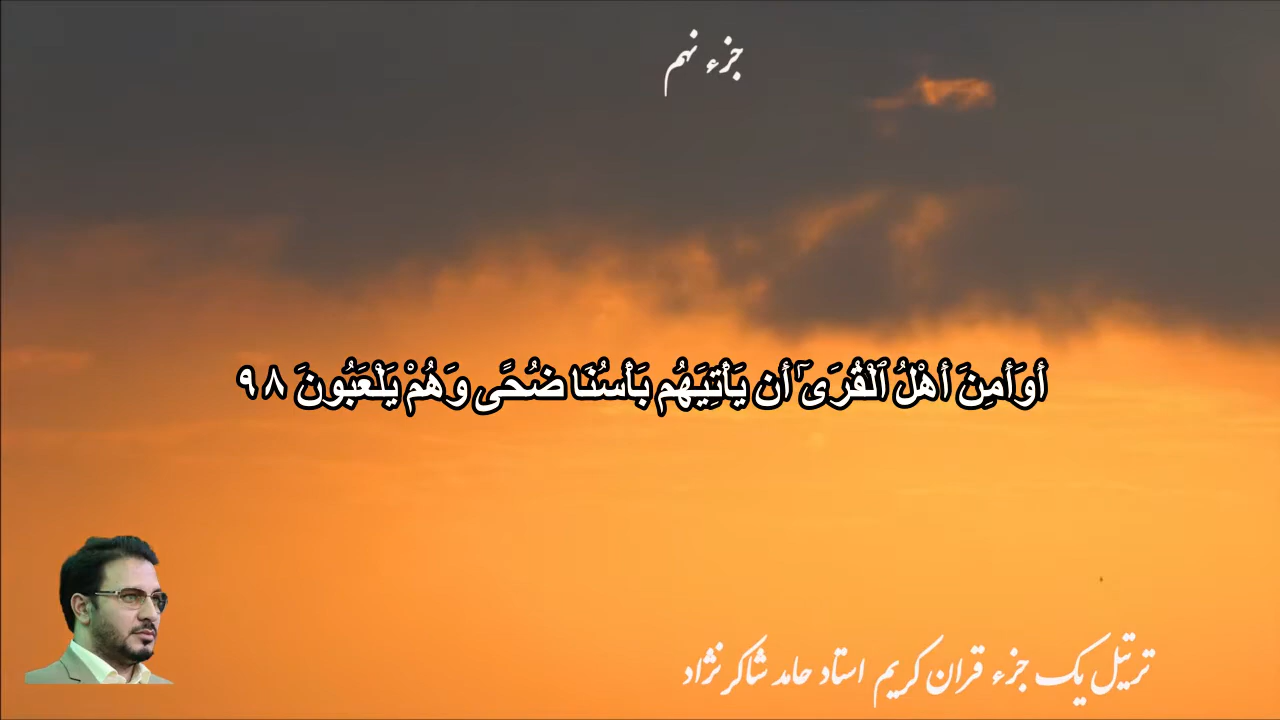 جزء نهم
أَوَأَمِنَ أَهْلُ ٱلْقُرَىٰٓ أَن يَأْتِيَهُم بَأْسُنَا ضُحًى وَهُمْ يَلْعَبُونَ ٩٨
ترتیل یک جزء قران کریم استاد حامد شاکرنژاد